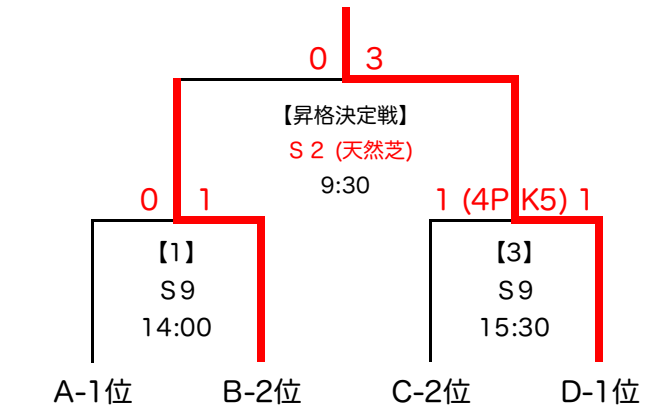 0 3
【昇格決定戦】
S2 (天然芝)
9:30
0 1
1 (4PK5) 1
【1】
【3】
S9
S9
14:00
15:30
A-1位
B-2位
C-2位
D-1位